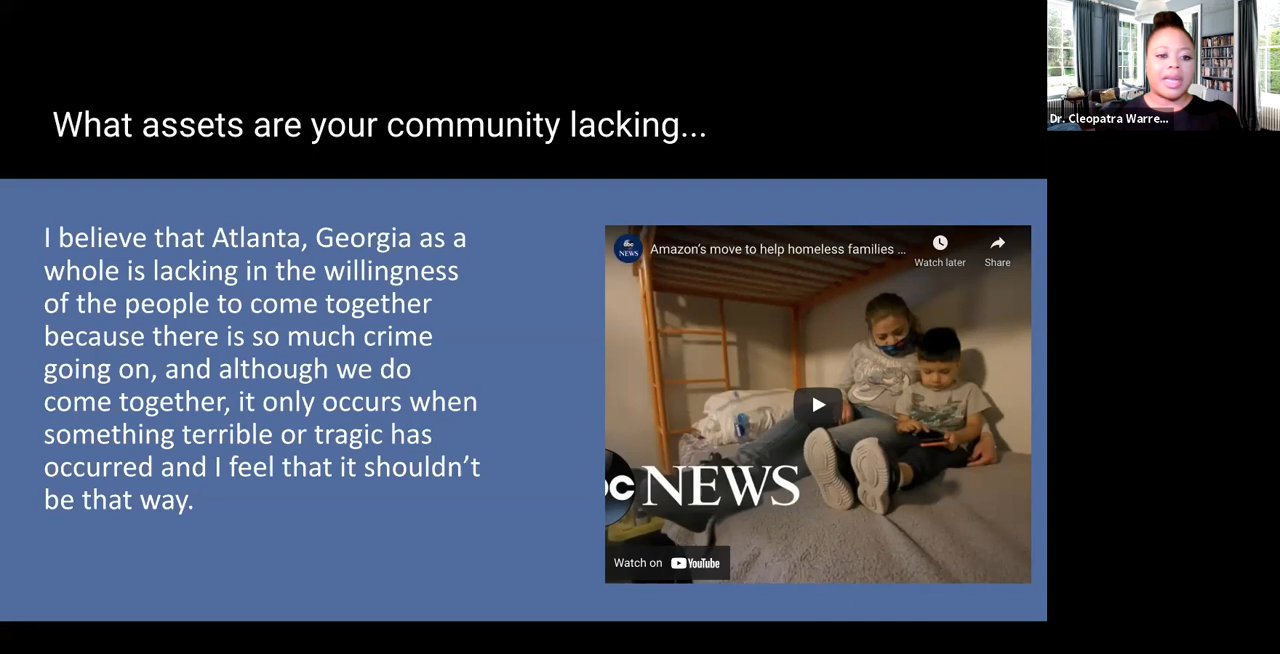 What assets are your community lacking...
Dr. Cleopatra Warre...
I believe that Atlanta, Georgia as a
whole is lacking in the willingness
of the people to come together
because there is so much crime
going on, and although we do
come together, it only occurs when
something terrible or tragic has
occurred and I feel that it shouldn’t
be that way.
abc
NEWS
Amazon’s move to help homeless families ...
Watch later
Share
bc NEWS
Watch on YouTube